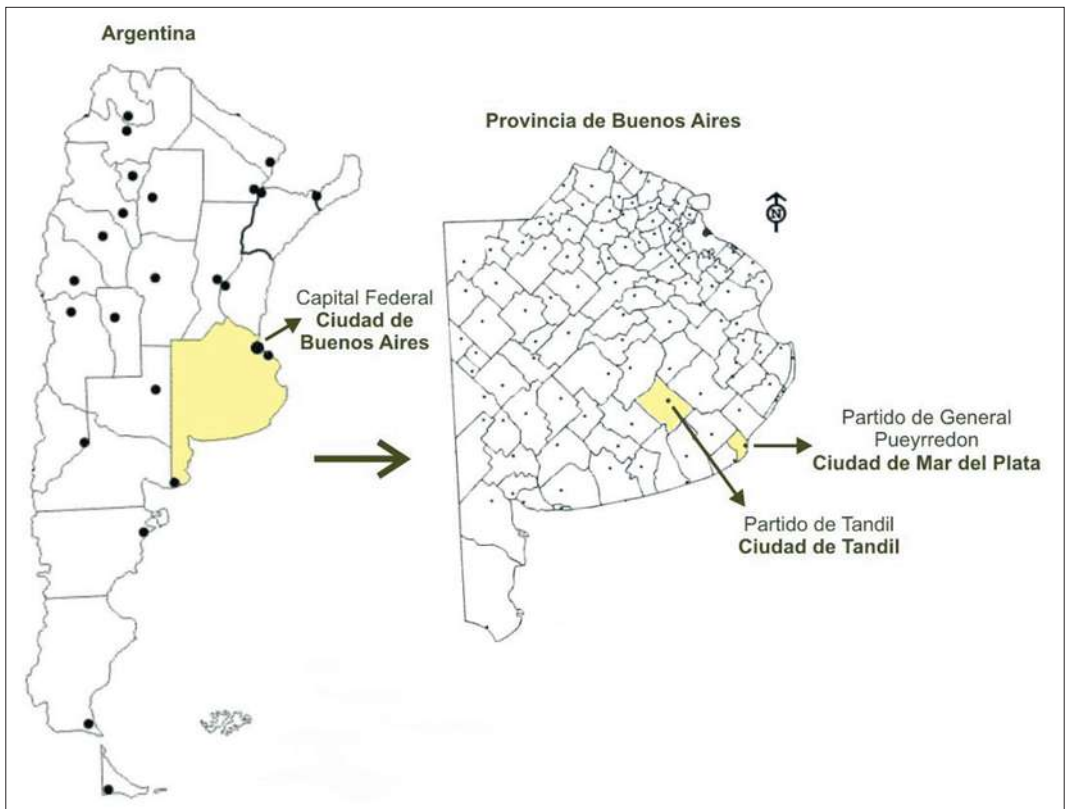 Argentina
Provincia de Buenos Aires
N
Capital Federal
Ciudad de
Buenos Aires
Partido de General
Pueyrredon
Ciudad de Mar del Plata
Partido de Tandil
Ciudad de Tandil